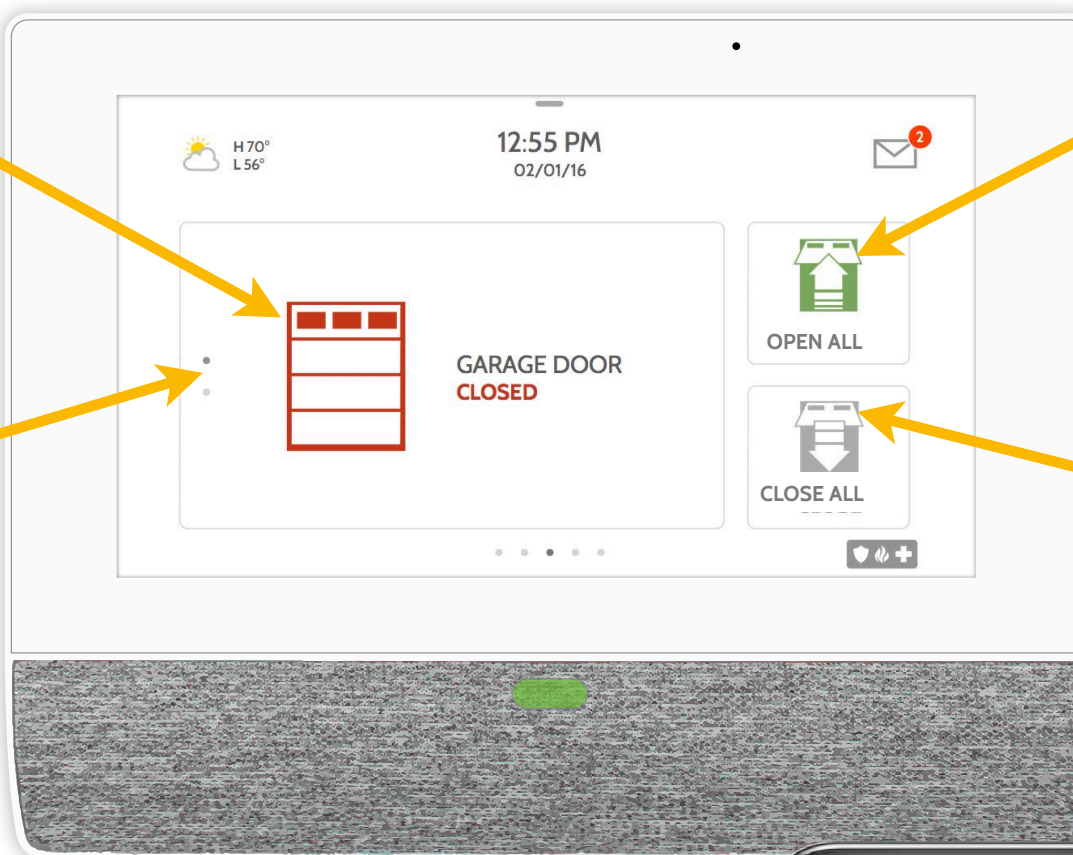 H 70°
L 56°
12:55 PM
02/01/16
2
GARAGE DOOR
CLOSED
OPEN ALL
CLOSE ALL